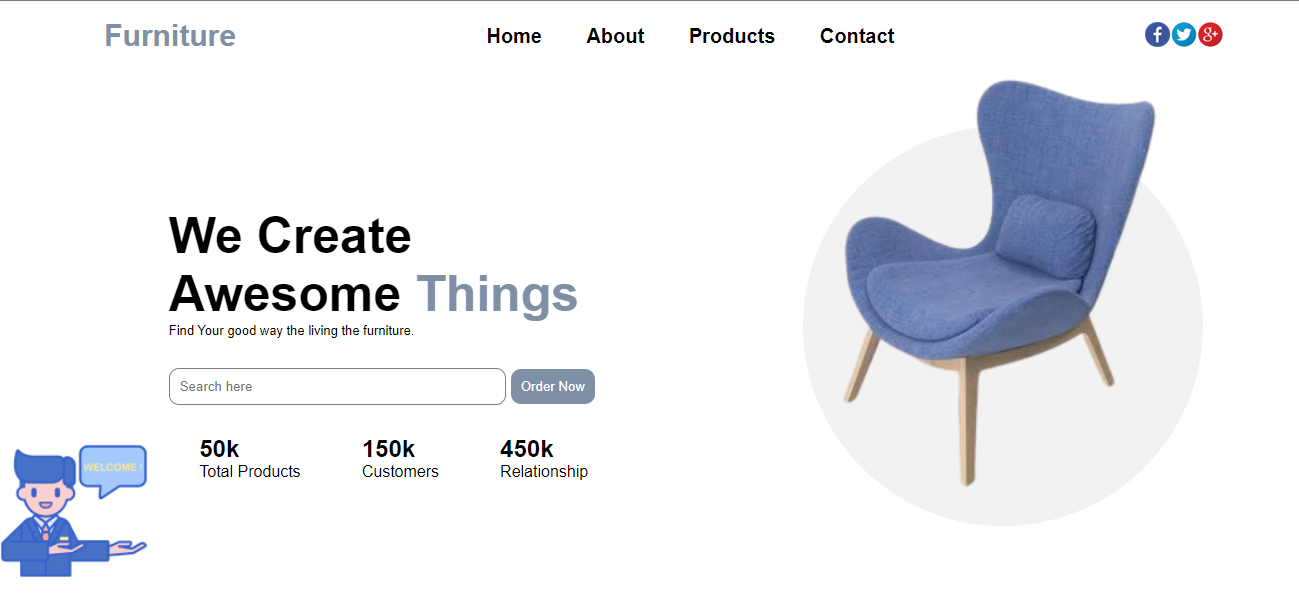 Furniture
Home About Products Contact
f
g+
We Create
Awesome Things
Find Your good way the living the furniture.
Search here
Order Now
50k 150k 450k
Total Products Customers Relationship
WELCOME !